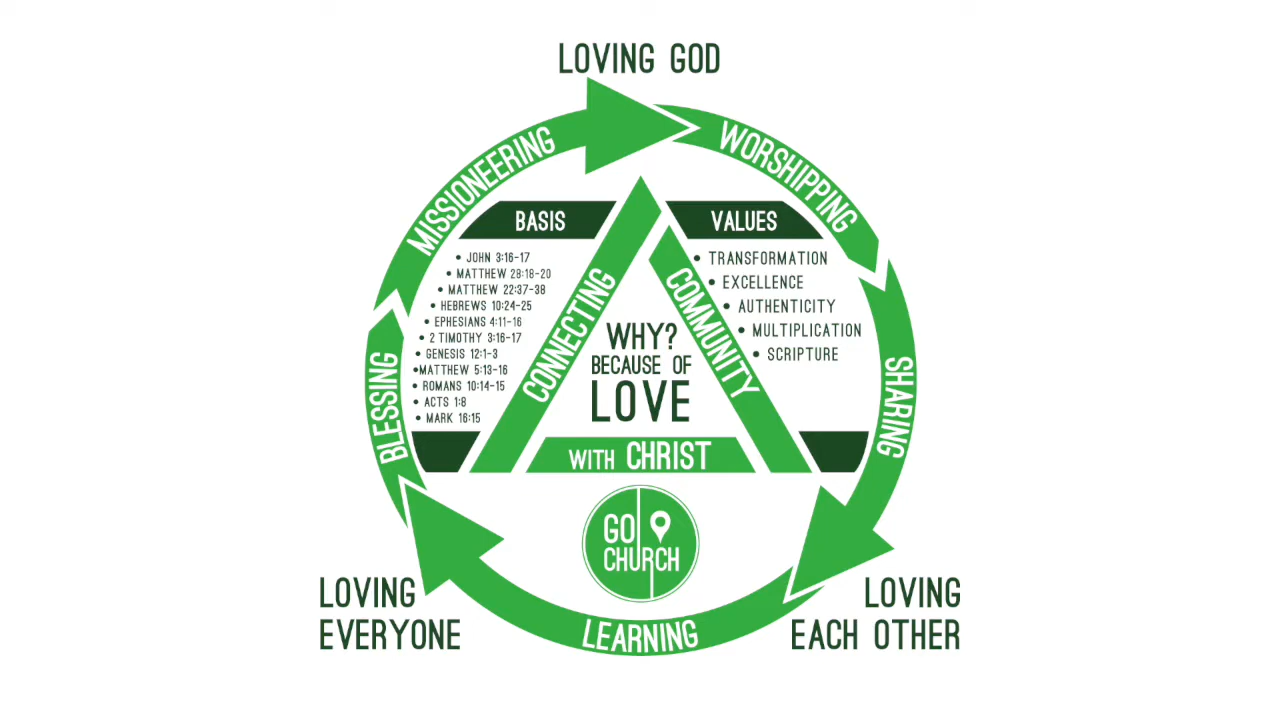 LOVING GOD
MISSIONEERING
WORSHIPPING
BASIS
VALUES
• JOHN 3:16-17
• MATTHEW 28:18-20
• MATTHEW 22:37-38
• HEBREWS 10:24-25
• EPHESIANS 4:11-16
• 2 TIMOTHY 3:16-17
• GENESIS 12:1-3
•MATTHEW 5:13-16
• ROMANS 10:14-15
• ACTS 1:8
• MARK 16:15
• TRANSFORMATION
• EXCELLENCE
• AUTHENTICITY
• MULTIPLICATION
• SCRIPTURE
CONNECTING
COMMUNITY
WHY?
BECAUSE OF
LOVE
WITH CHRIST
BLESSING
SHARING
GO
CHURCH
LOVING
EVERYONE
LOVING
EACH OTHER
LEARNING